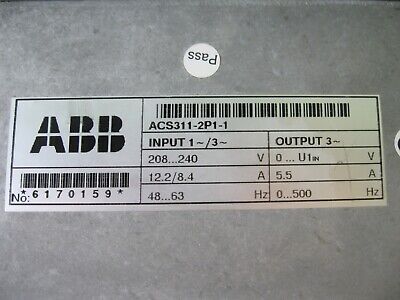 Pass
ABB
ACS311-2P1-1
INPUT 1~/3~ OUTPUT 3~
208...240 V 0 ... U1IN V
12.2/8.4 A 5.5 A
48...63 Hz 0...500 Hz
No: *6170159*